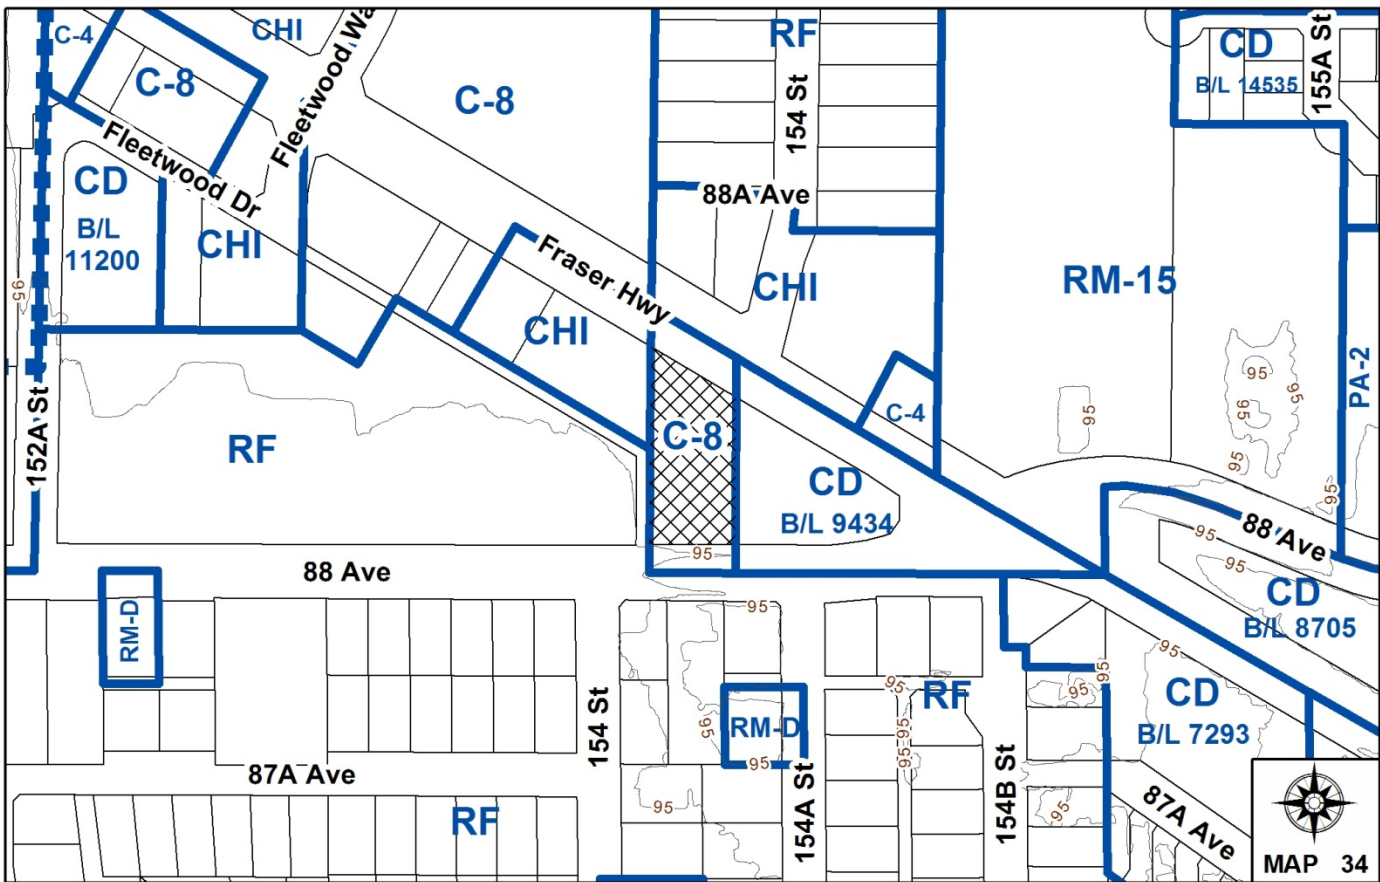 C-4
CHI
Fleetwood Wa
RF
CD
B/L 14535
155A St
C-8
C-8
154 St
Fleetwood Dr
CD
B/L
11200
CHI
88A Ave
95
Fraser Hwy
CHI
RM-15
CHI
PA-2
95
95
95
95
95
95
152A St
RF
C-8
C-4
CD
B/L 9434
95
88 Ave
95
95
88 Ave
RM-D
95
CD
B/L 8705
95
95
154 St
RM-D
95
95
95
95
95
RF
95
CD
B/L 7293
87A Ave
RF
95
154A St
154B St
95
87A Ave
MAP 34